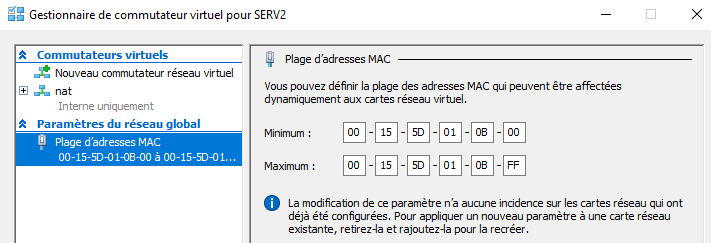 Gestionnaire de commutateur virtuel pour SERV2
Commutateurs virtuels
Nouveau commutateur réseau virtuel
nat
Interne uniquement
Paramètres du réseau global
Plage d'adresses MAC
00-15-5D-01-0B-00 à 00-15-5D-01...
Plage d'adresses MAC
Vous pouvez définir la plage des adresses MAC qui peuvent être affectées
dynamiquement aux cartes réseau virtuel.
Minimum : 00 - 15 - 5D - 01 - 0B - 00
Maximum : 00 - 15 - 5D - 01 - 0B - FF
La modification de ce paramètre n'a aucune incidence sur les cartes réseau qui ont
déjà été configurées. Pour appliquer un nouveau paramètre à une carte réseau
existante, retirez-la et rajoutez-la pour la recréer.